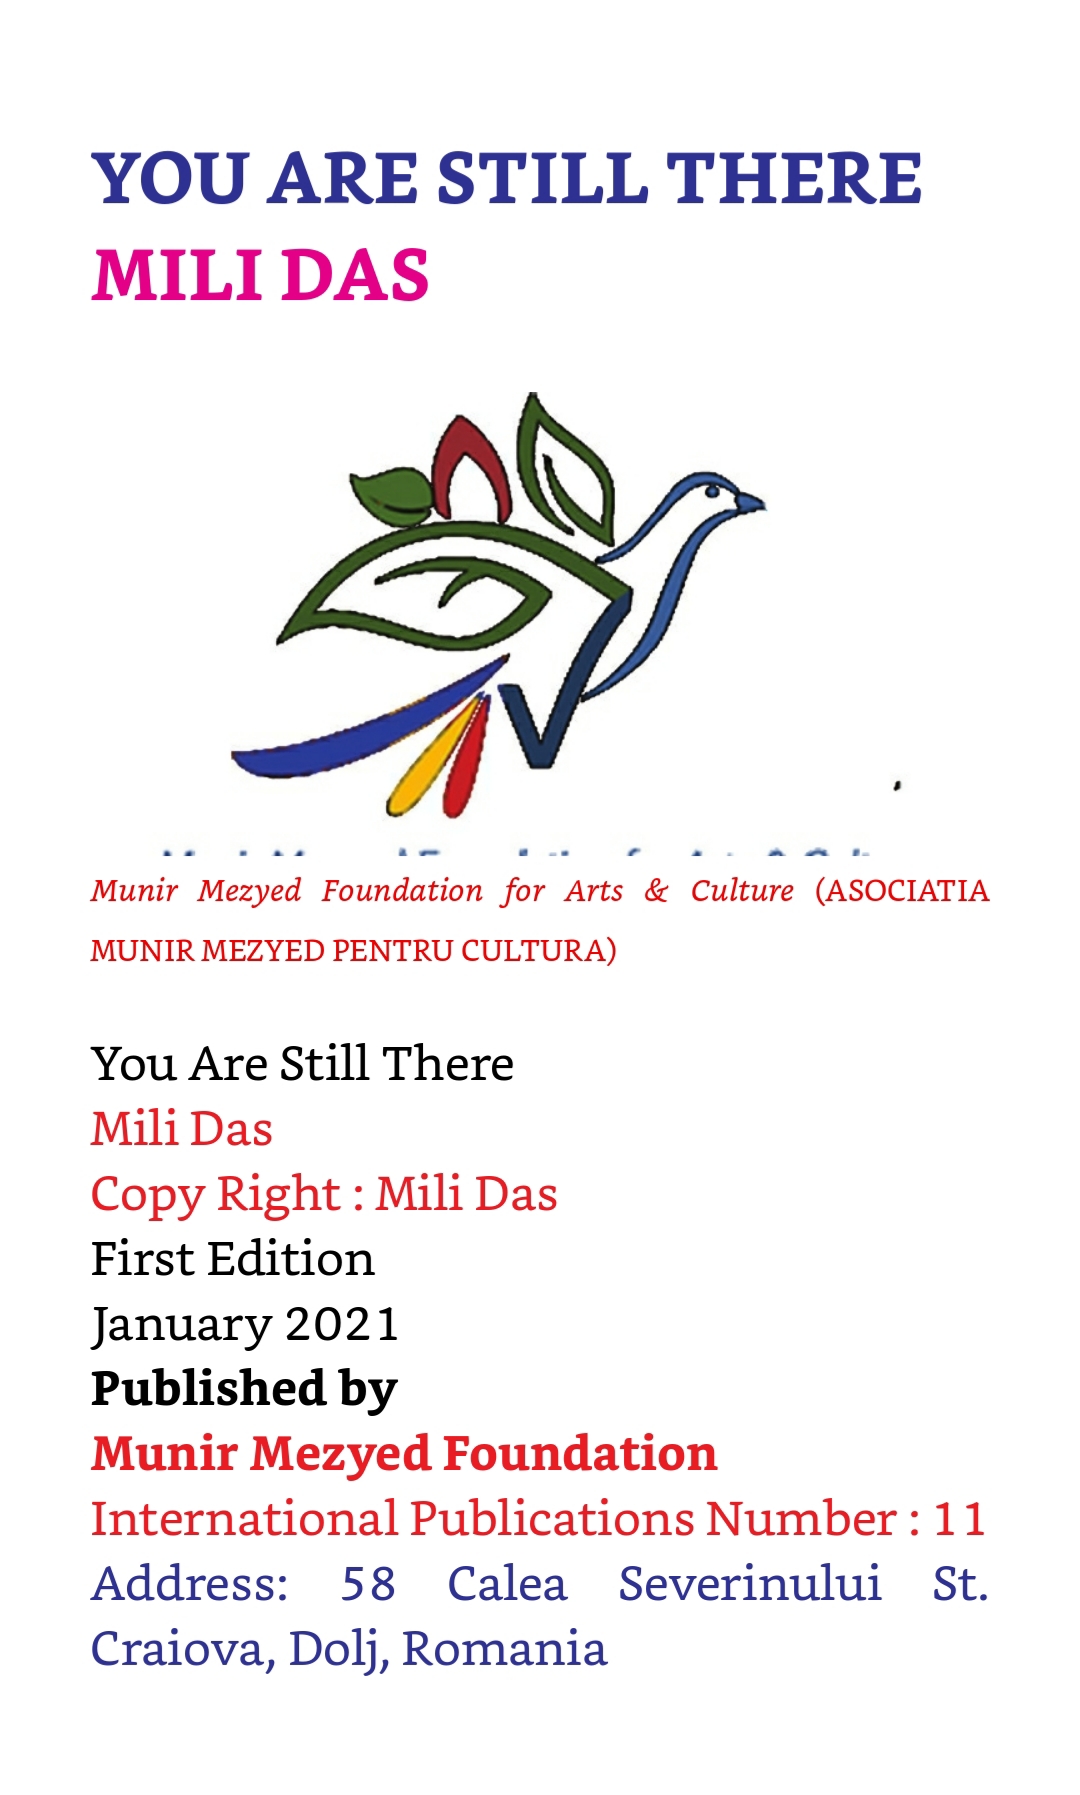 YOU ARE STILL THERE
MILI DAS
Munir Mezyed Foundation for Arts & Culture (ASOCIATIA
MUNIR MEZYED PENTRU CULTURA)
You Are Still There
Mili Das
Copy Right : Mili Das
First Edition
January 2021
Published by
Munir Mezyed Foundation
International Publications Number : 11
Address: 58 Calea Severinului St.
Craiova, Dolj, Romania